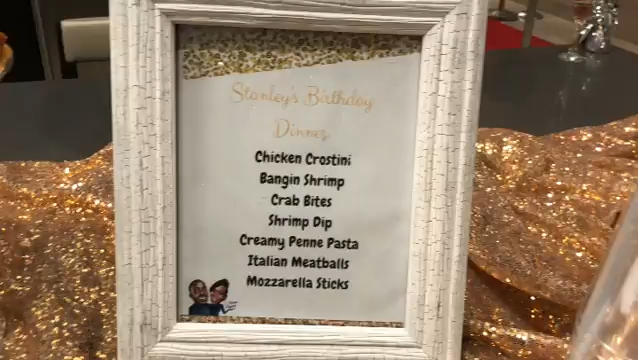 Stanley's Birthday
Dinner
Chicken Crostini
Bangin Shrimp
Crab Bites
Shrimp Dip
Creamy Penne Pasta
Italian Meatballs
Mozzarella Sticks